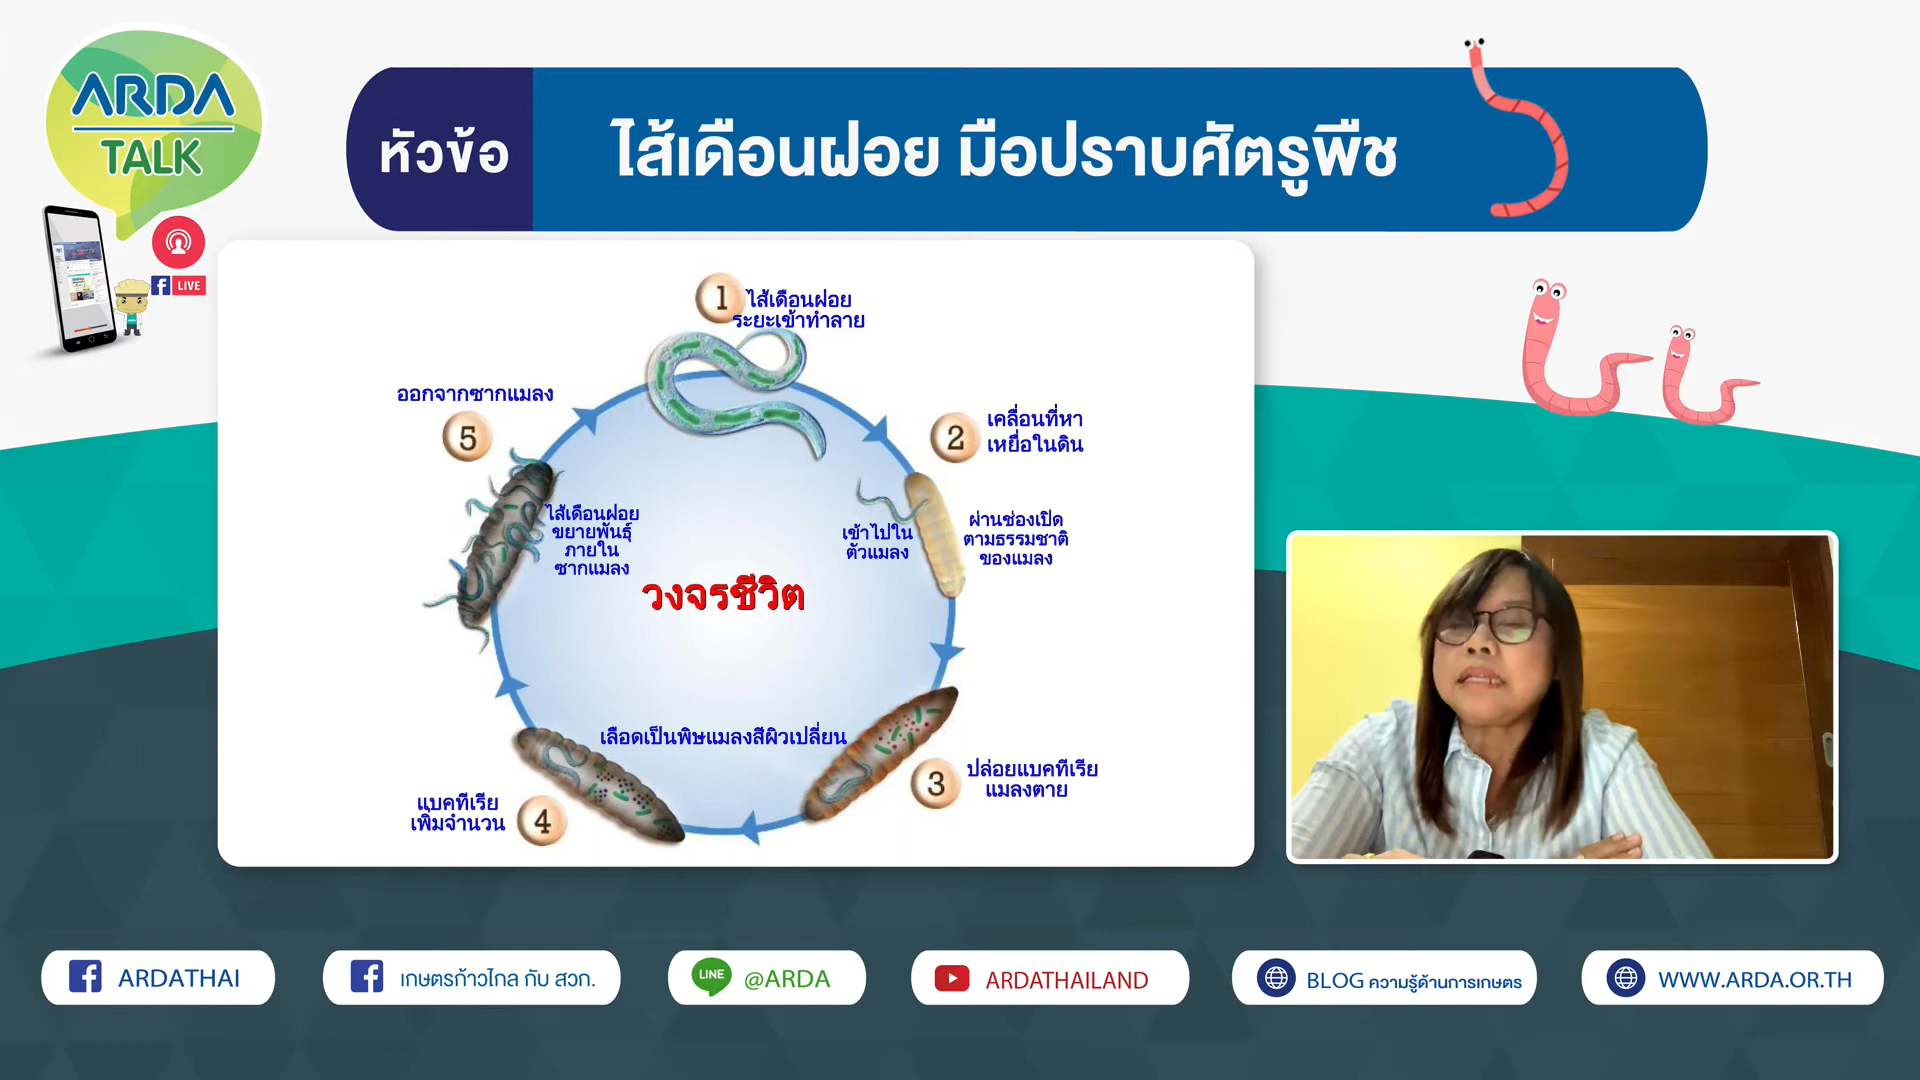 ARDA
TALK
LIVE
หัวข้อ
ไส้เดือนฝอย มือปราบศัตรูพืช
1
ไส้เดือนฝอย
ระยะเข้าทำลาย
2
เคลื่อนที่หา
เหยื่อในดิน
เข้าไปใน
ตัวแมลง
ผ่านช่องเปิด
ตามธรรมชาติ
ของแมลง
3
ปล่อยแบคทีเรีย
แมลงตาย
เลือดเป็นพิษแมลงสีผิวเปลี่ยน
4
แบคทีเรีย
เพิ่มจำนวน
5
ออกจากซากแมลง
ไส้เดือนฝอย
ขยายพันธุ์
ภายใน
ซากแมลง
วงจรชีวิต
ARDATHAI
เกษตรก้าวไกล กับ สวก.
LINE @ARDA
ARDATHAILAND
BLOG ความรู้ด้านการเกษตร
WWW.ARDA.OR.TH